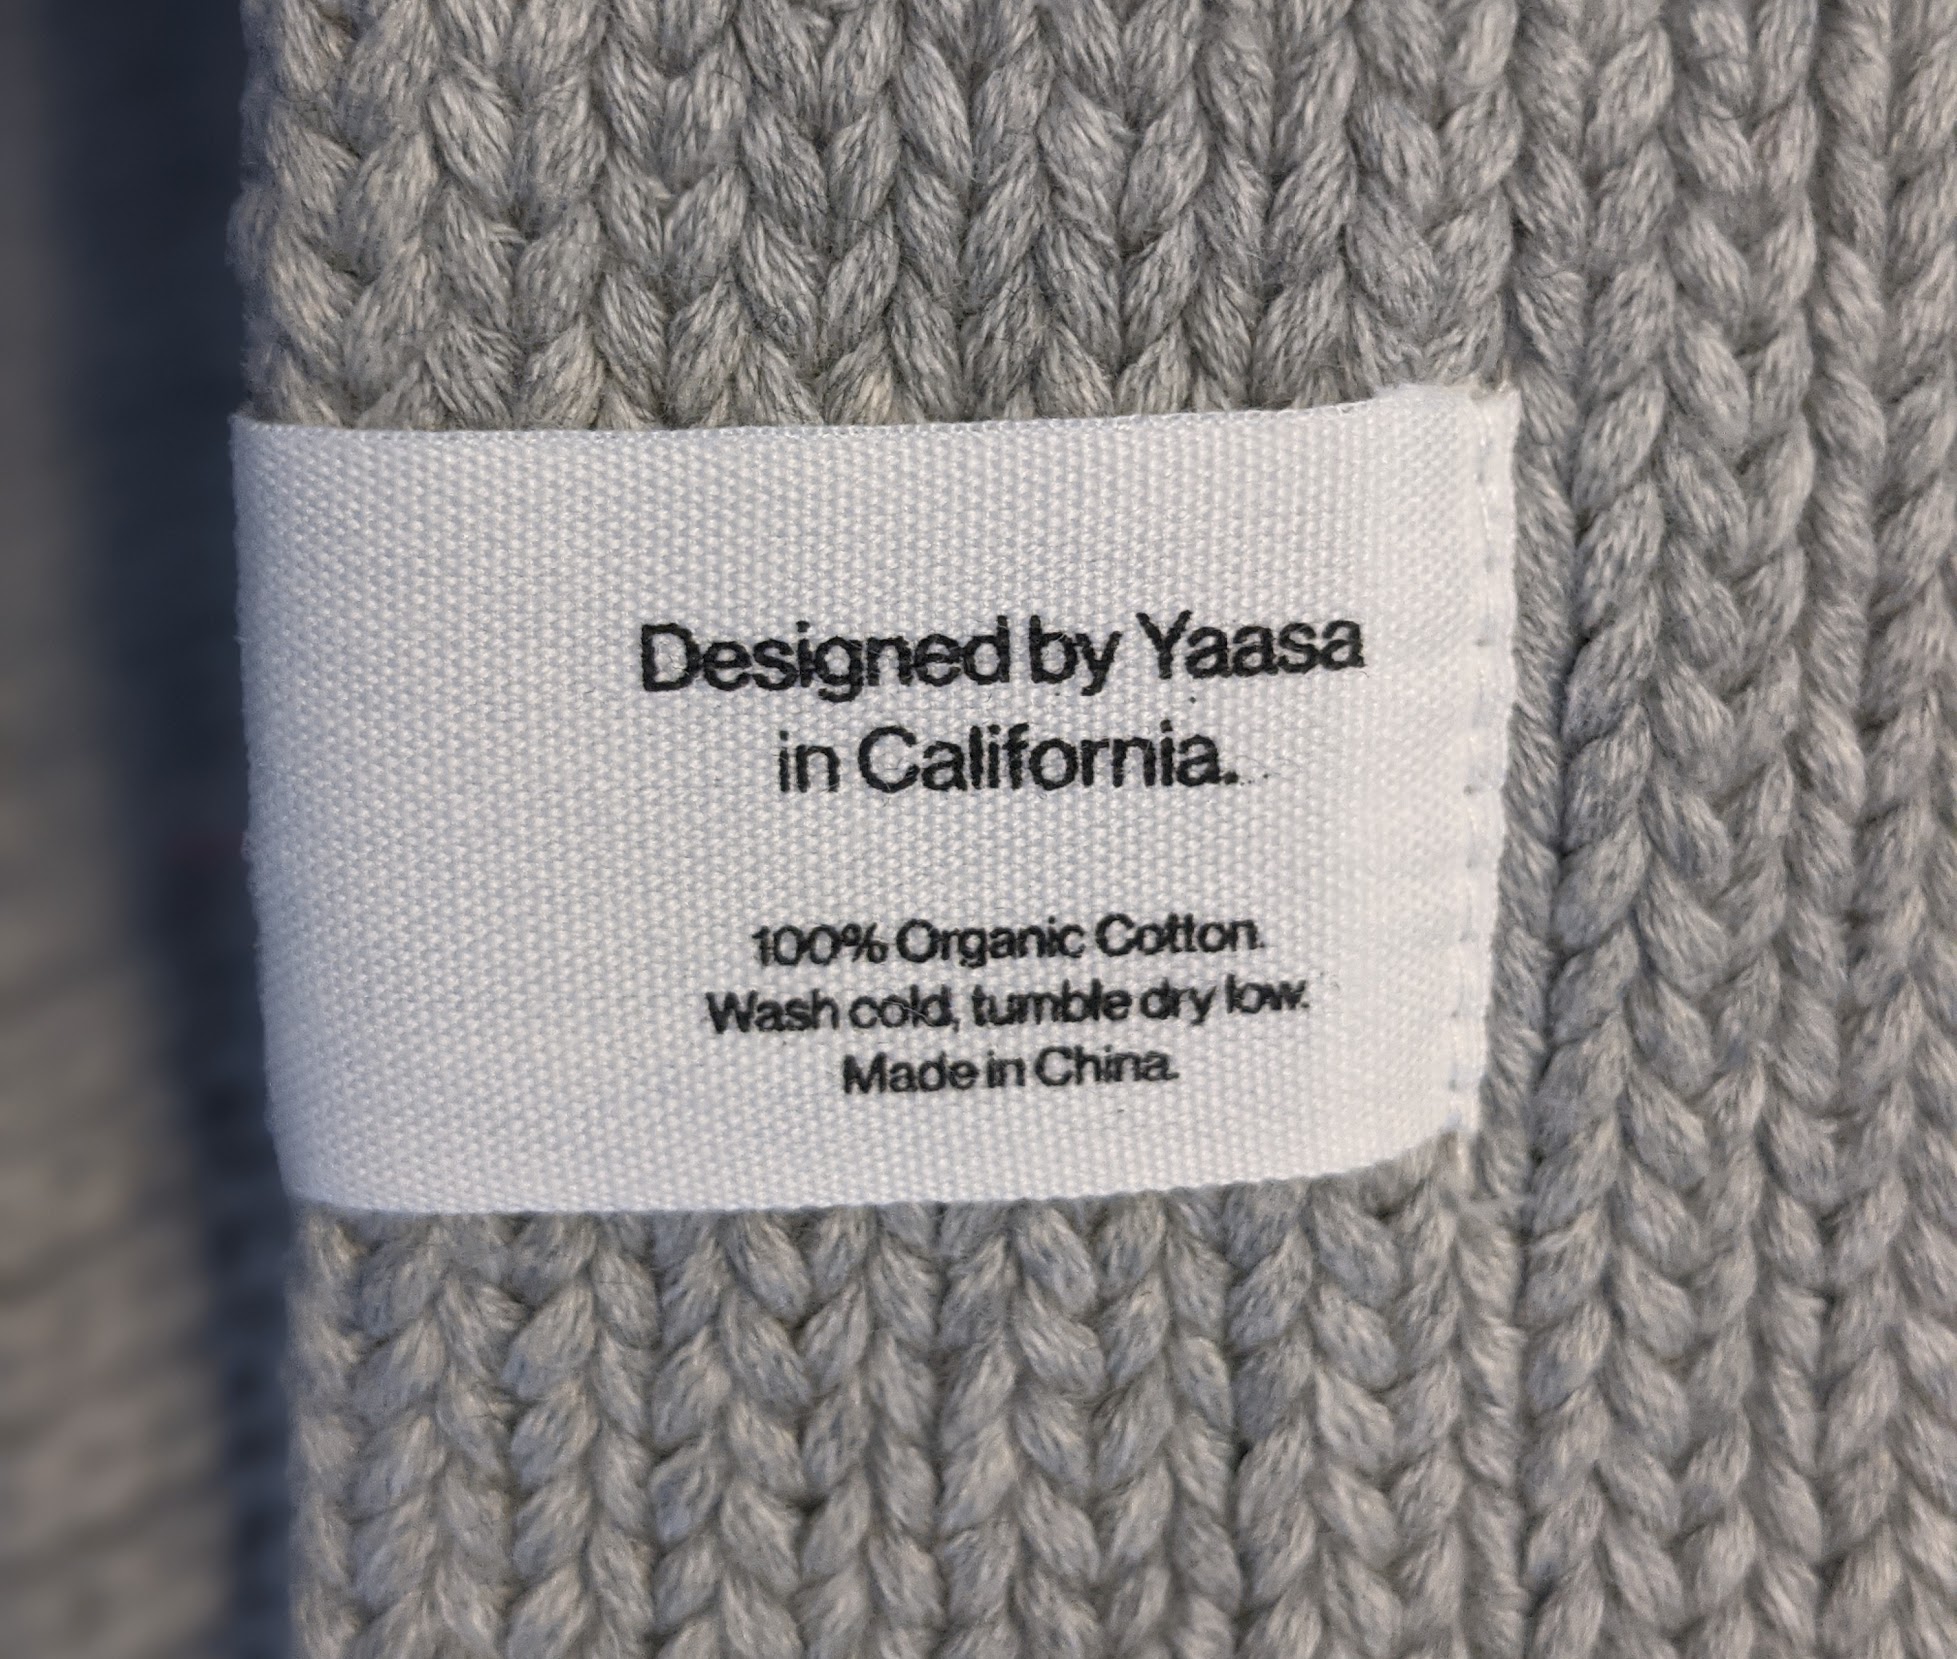 Designed by Yaasa
in California.
100% Organic Cotton.
Wash cold, tumble dry low.
Made in China.